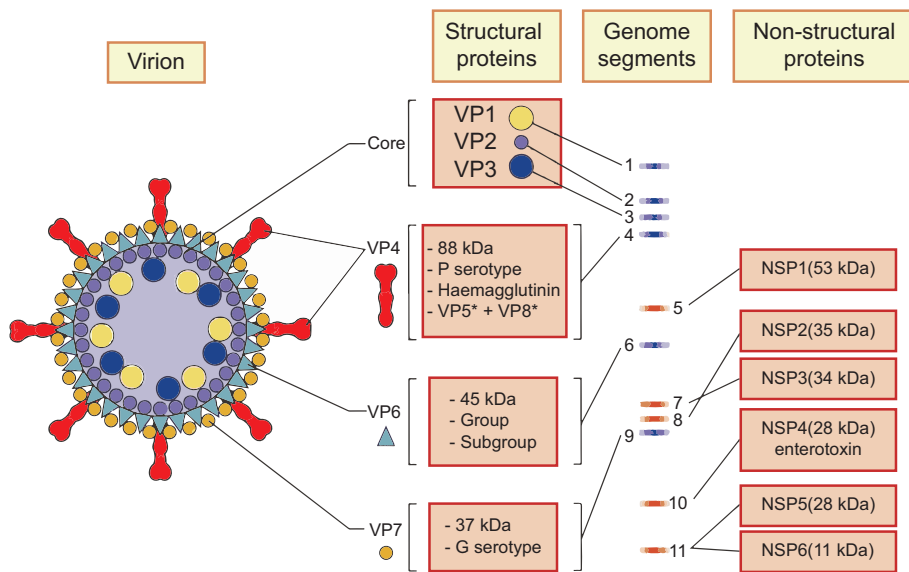 Virion
Structural
proteins
Genome
segments
Non-structural
proteins
Core
VP1
VP2
VP3
1
2
3
4
VP4
- 88 kDa
- P serotype
- Haemagglutinin
- VP5* + VP8*
5
NSP1(53 kDa)
6
NSP2(35 kDa)
7
NSP3(34 kDa)
8
9
VP6
- 45 kDa
- Group
- Subgroup
NSP4(28 kDa)
enterotoxin
10
NSP5(28 kDa)
VP7
- 37 kDa
- G serotype
11
NSP6(11 kDa)